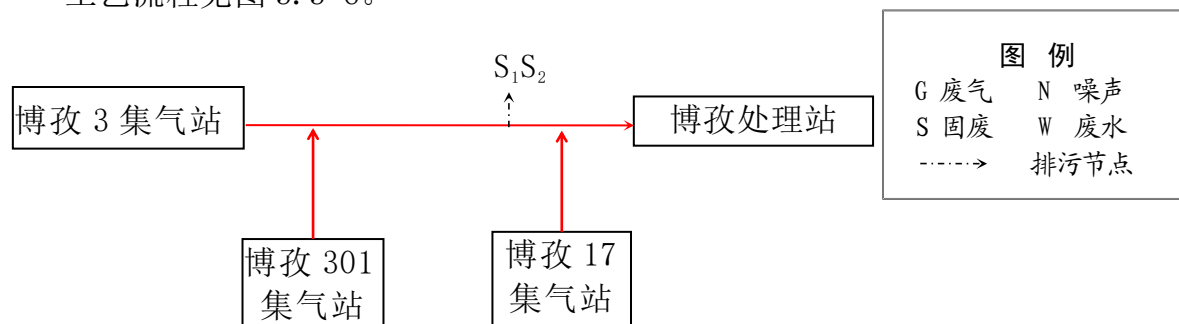 S₁S₂
博孜 3 集气站
博孜处理站
博孜 301
集气站
博孜 17
集气站
图 例
G 废气 N 噪声
S 固废 W 废水
排污节点